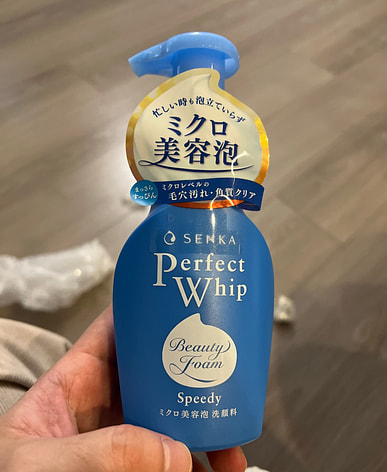 忙しい時も泡立ていらず
ミクロ
美容泡
まっさら
すっぴん
ミクロレベルの
毛穴汚れ・角質クリア
SENKA
Perfect
Whip
Beauty
Foam
Speedy
ミクロ美容泡 洗顔料